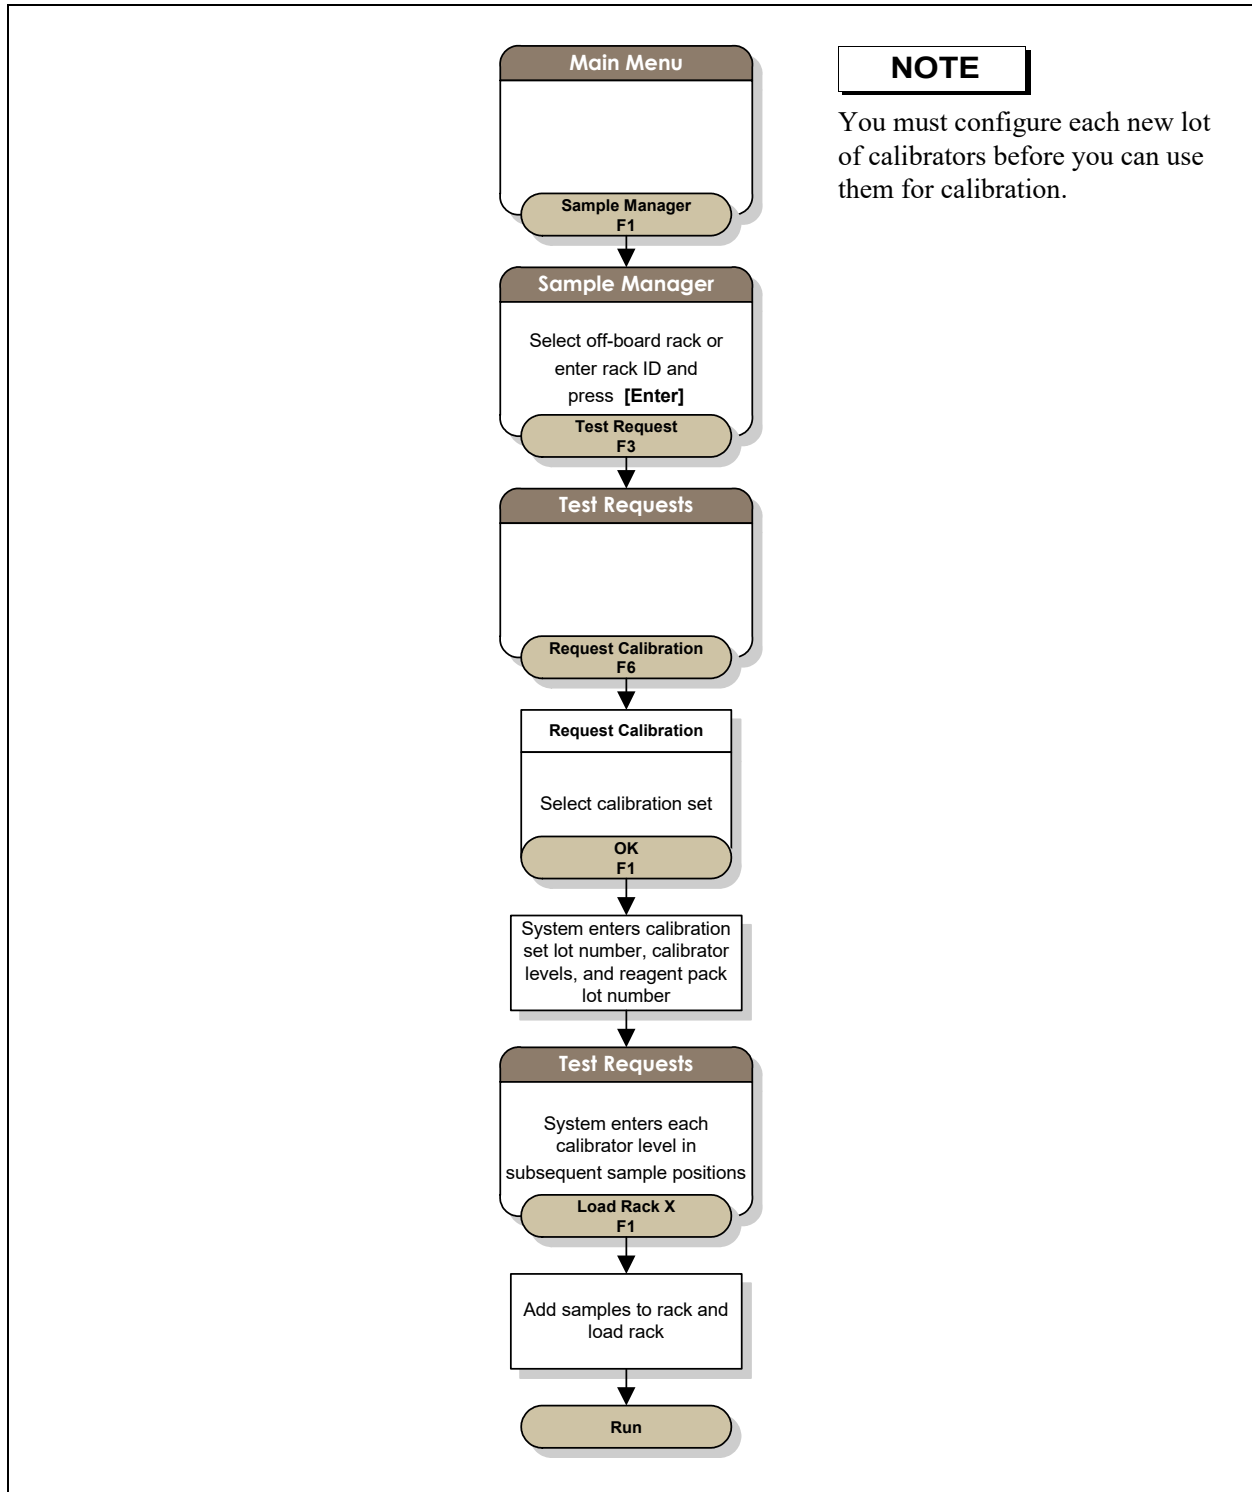 Main Menu
Sample Manager
F1
Sample Manager
Select off-board rack or
enter rack ID and
press [Enter]
Test Request
F3
Test Requests
Request Calibration
F6
Request Calibration
Select calibration set
OK
F1
System enters calibration
set lot number, calibrator
levels, and reagent pack
lot number
Test Requests
System enters each
calibrator level in
subsequent sample positions
Load Rack X
F1
Add samples to rack and
load rack
Run
NOTE
You must configure each new lot
of calibrators before you can use
them for calibration.